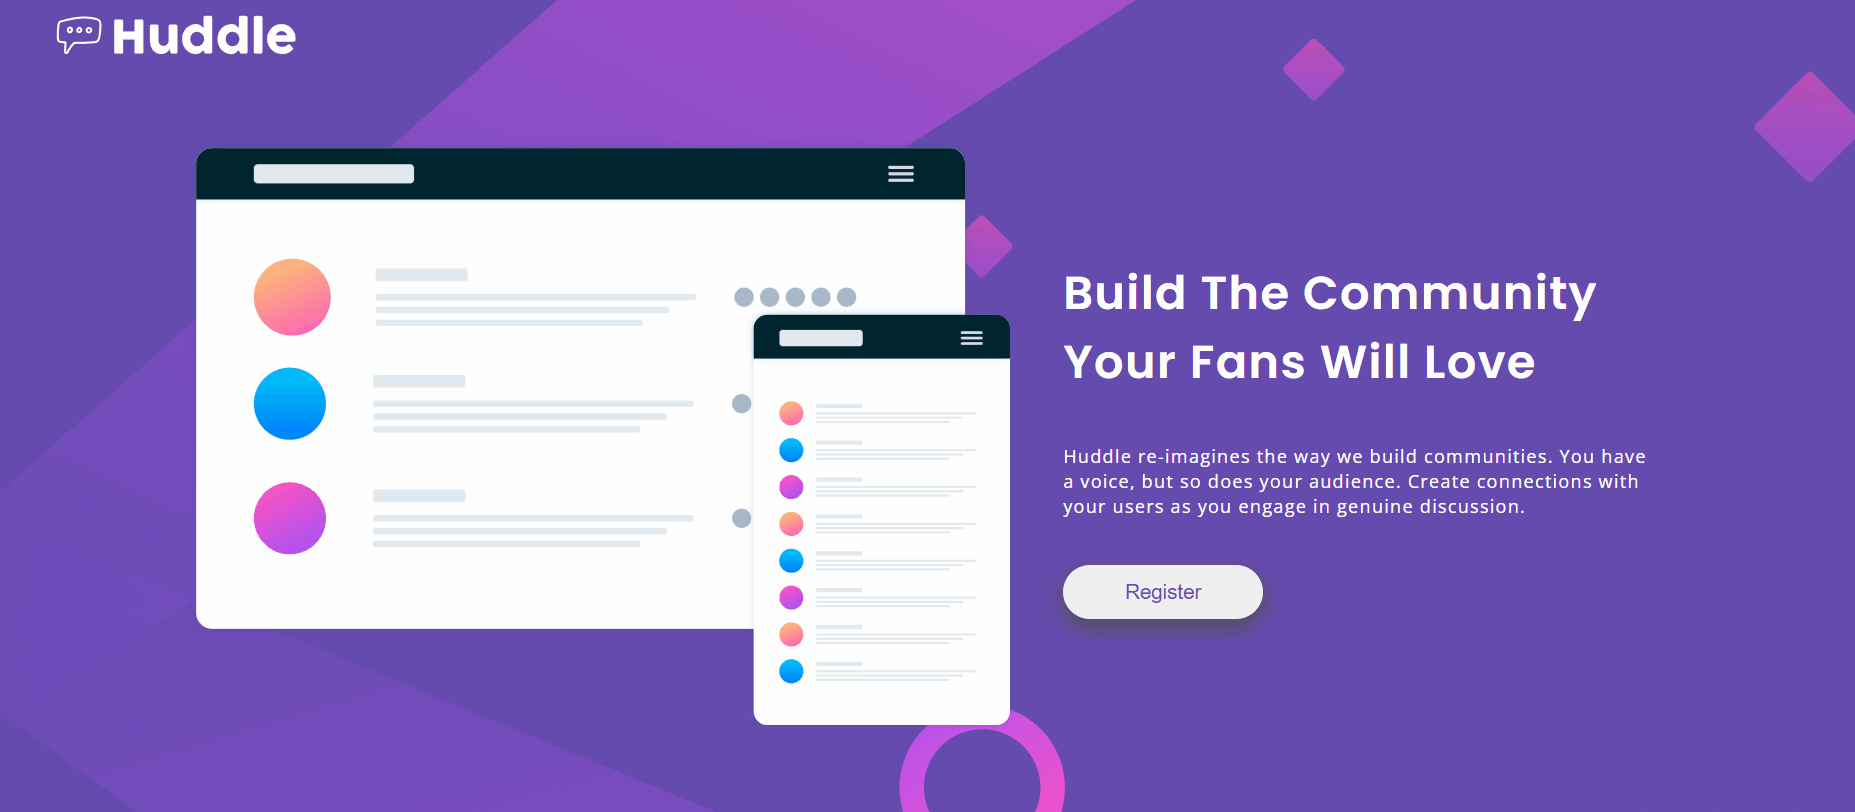 Huddle
Build The Community
Your Fans Will Love
Huddle re-imagines the way we build communities. You have
a voice, but so does your audience. Create connections with
your users as you engage in genuine discussion.
Register